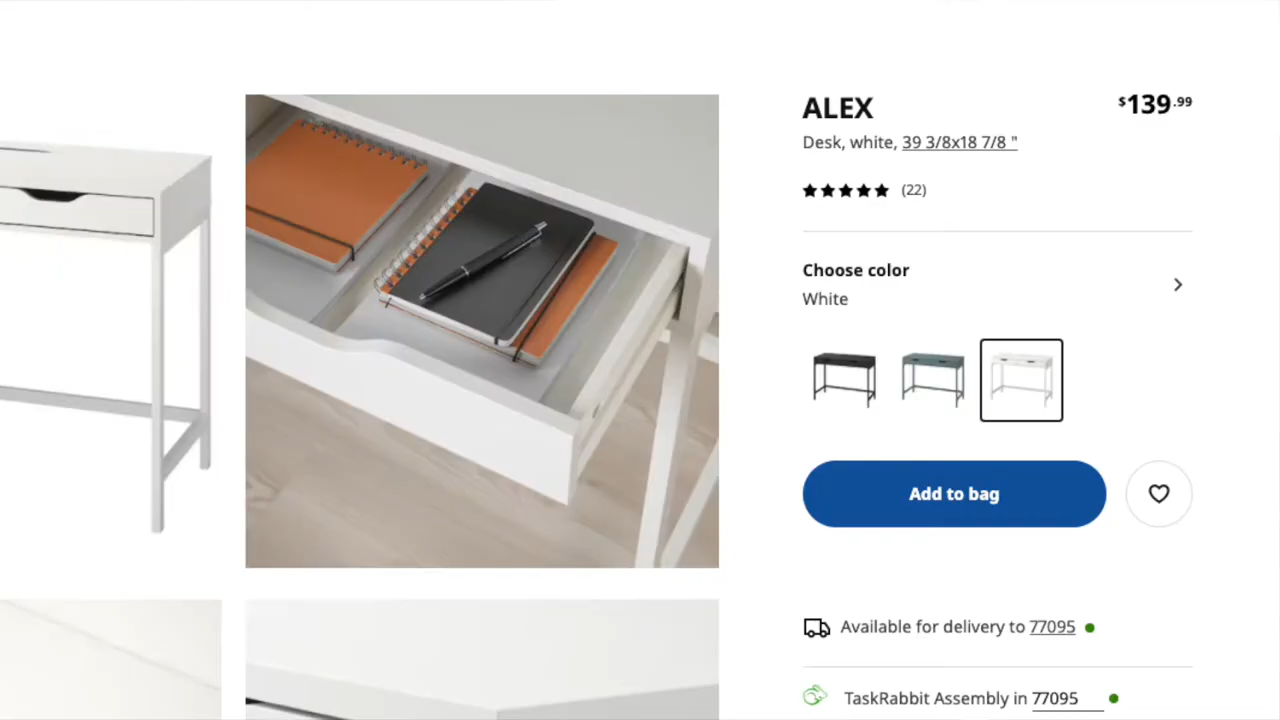 ALEX
$139.99
Desk, white, 39 3/8x18 7/8 "
(22)
Choose color
White
Add to bag
Available for delivery to 77095
TaskRabbit Assembly in 77095